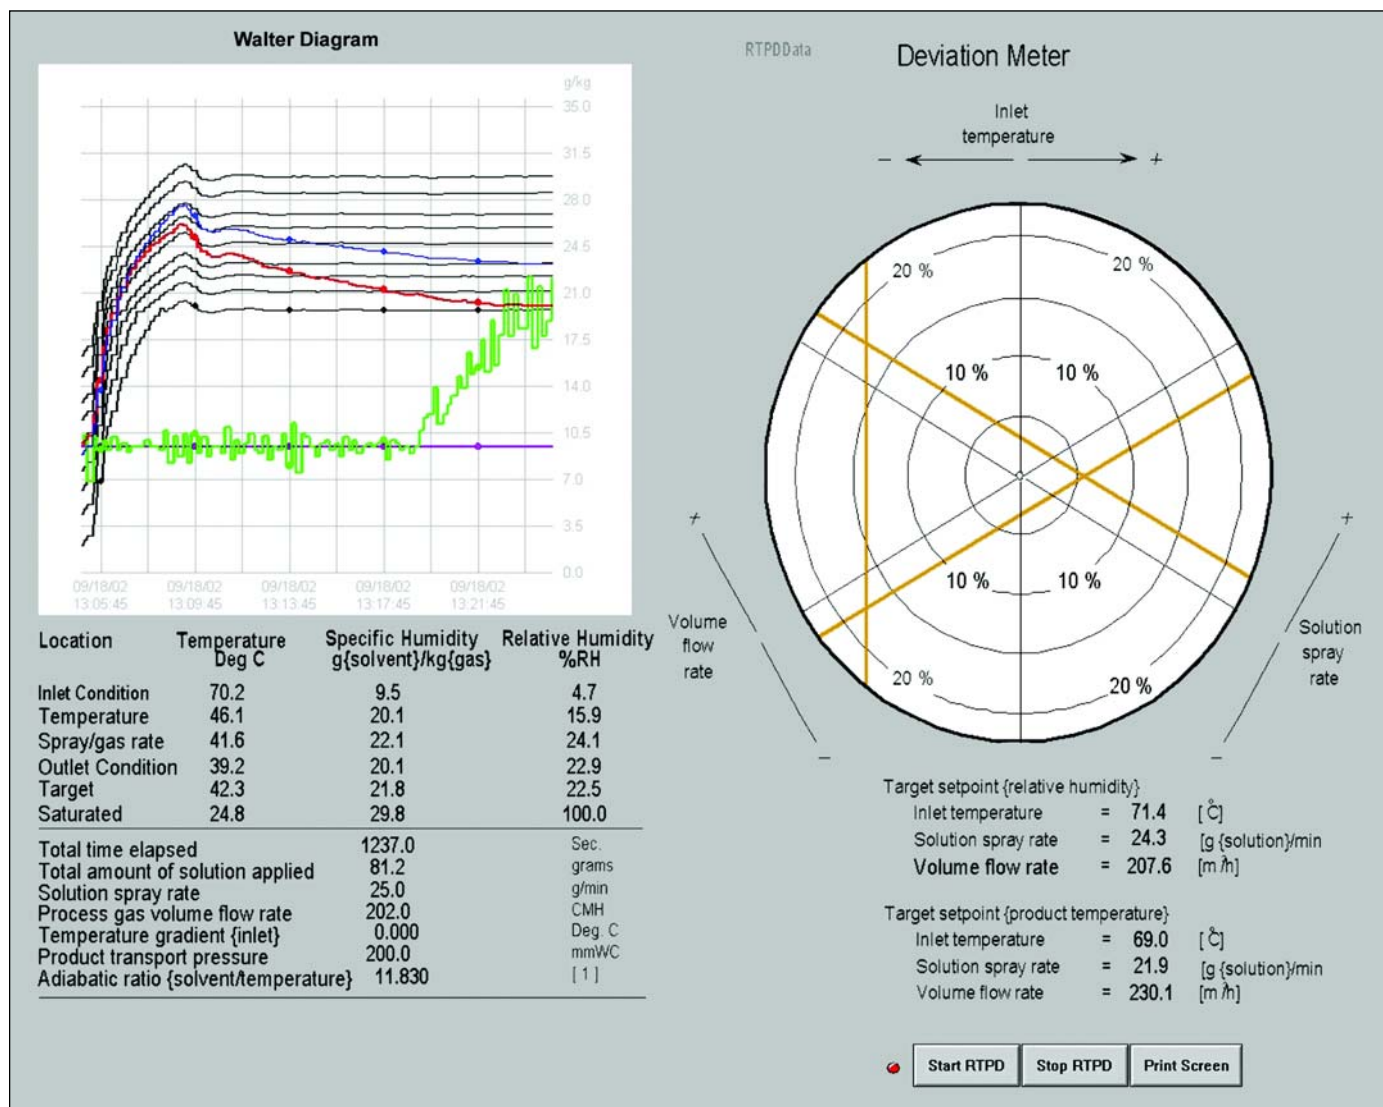 Walter Diagram
g/kg
35.0
31.5
28.0
24.5
21.0
17.5
14.0
10.5
7.0
3.5
0.0
09/18/02 09/18/02 09/18/02 09/18/02 09/18/02
13:05:45 13:09:45 13:13:45 13:17:45 13:21:45
Location Temperature Specific Humidity Relative Humidity
Deg C g{solvent}/kg{gas} %RH
Inlet Condition 70.2 9.5 4.7
Temperature 46.1 20.1 15.9
Spray/gas rate 41.6 22.1 24.1
Outlet Condition 39.2 20.1 22.9
Target 42.3 21.8 22.5
Saturated 24.8 29.8 100.0
Total time elapsed 1237.0 Sec.
Total amount of solution applied 81.2 grams
Solution spray rate 25.0 g/min
Process gas volume flow rate 202.0 CMH
Temperature gradient {inlet} 0.000 Deg. C
Product transport pressure 200.0 mmWC
Adiabatic ratio {solvent/temperature} 11.830 [ 1 ]
RTPDData
Deviation Meter
Inlet
temperature
− +
20 % 20 %
10 % 10 %
10 % 10 %
20 % 20 %
+
Volume
flow
rate
−
+
Solution
spray
rate
−
Target setpoint {relative humidity}
Inlet temperature = 71.4 [°C]
Solution spray rate = 24.3 [g {solution}/min
Volume flow rate = 207.6 [m³/h]
Target setpoint {product temperature}
Inlet temperature = 69.0 [°C]
Solution spray rate = 21.9 [g {solution}/min
Volume flow rate = 230.1 [m³/h]
Start RTPD Stop RTPD Print Screen